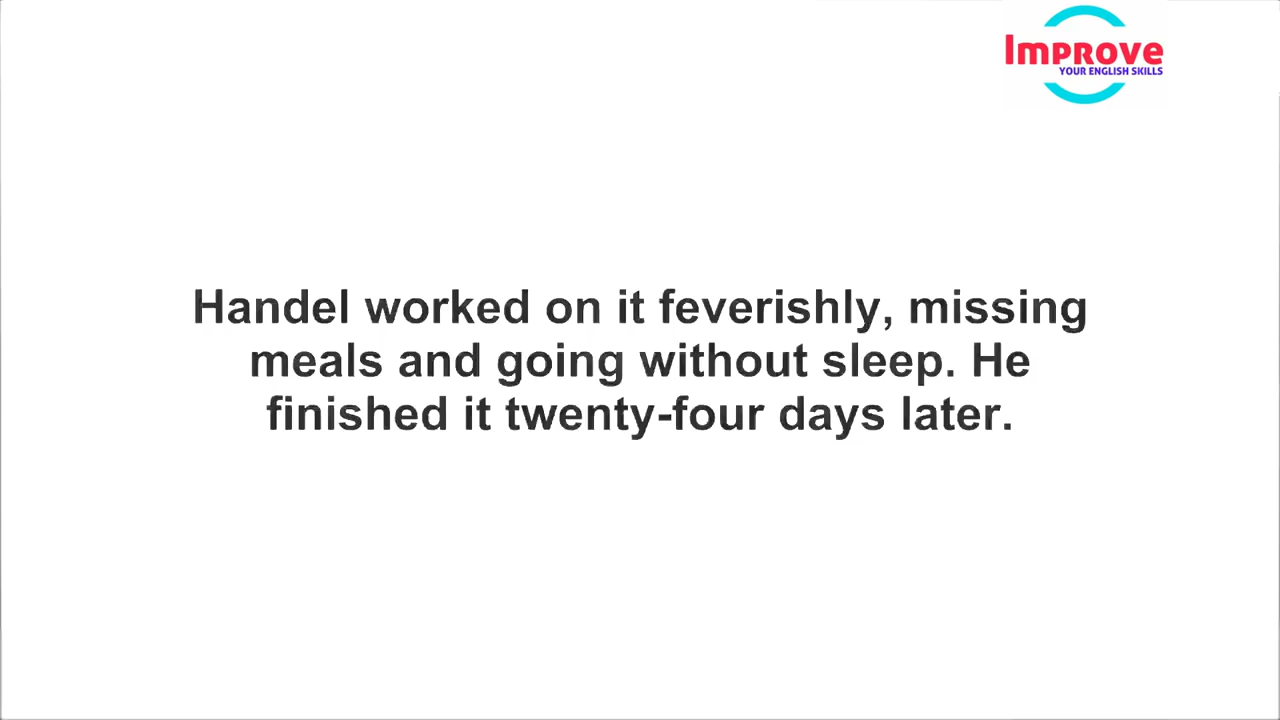 Improve
YOUR ENGLISH SKILLS
Handel worked on it feverishly, missing
meals and going without sleep. He
finished it twenty-four days later.